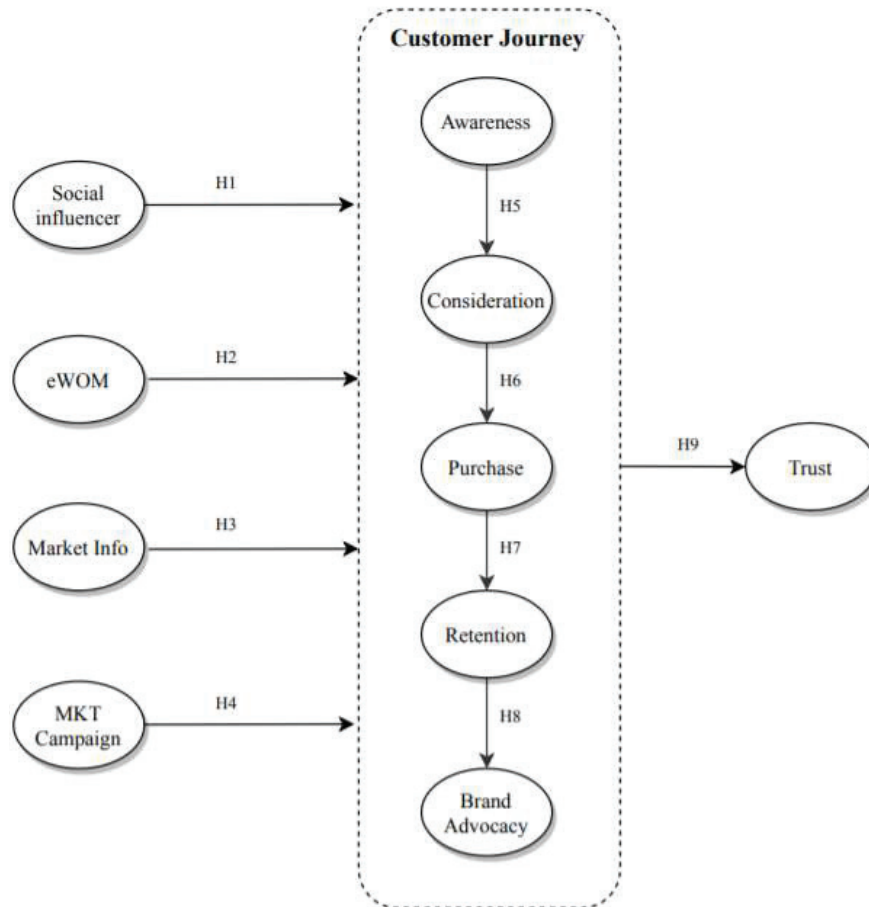 Customer Journey
Awareness
H1
Social
influencer
H5
Consideration
H2
eWOM
H6
H9
Purchase
Trust
H3
Market Info
H7
Retention
H4
MKT
Campaign
H8
Brand
Advocacy